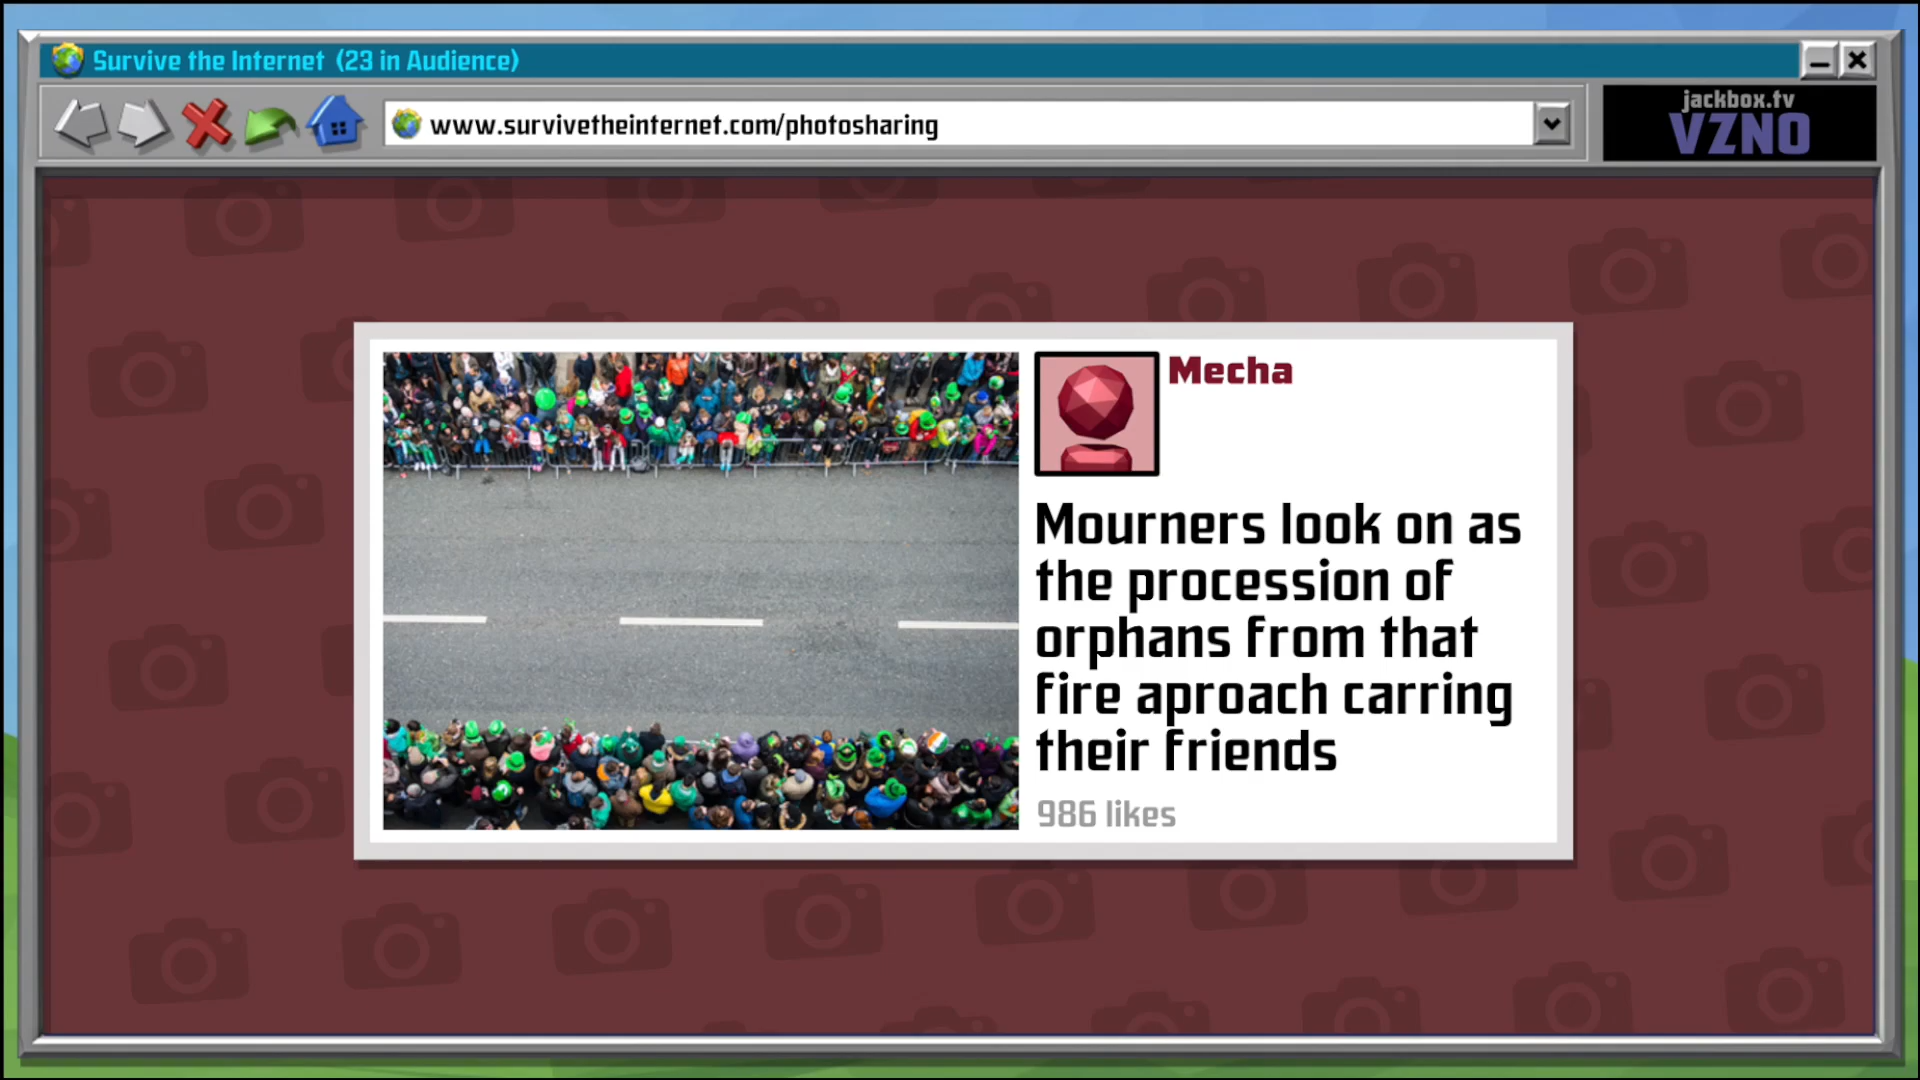 Survive the Internet (23 in Audience)
www.survivetheinternet.com/photosharing
jackbox.tv
VZNO
Mecha
Mourners look on as
the procession of
orphans from that
fire aproach carring
their friends
986 likes